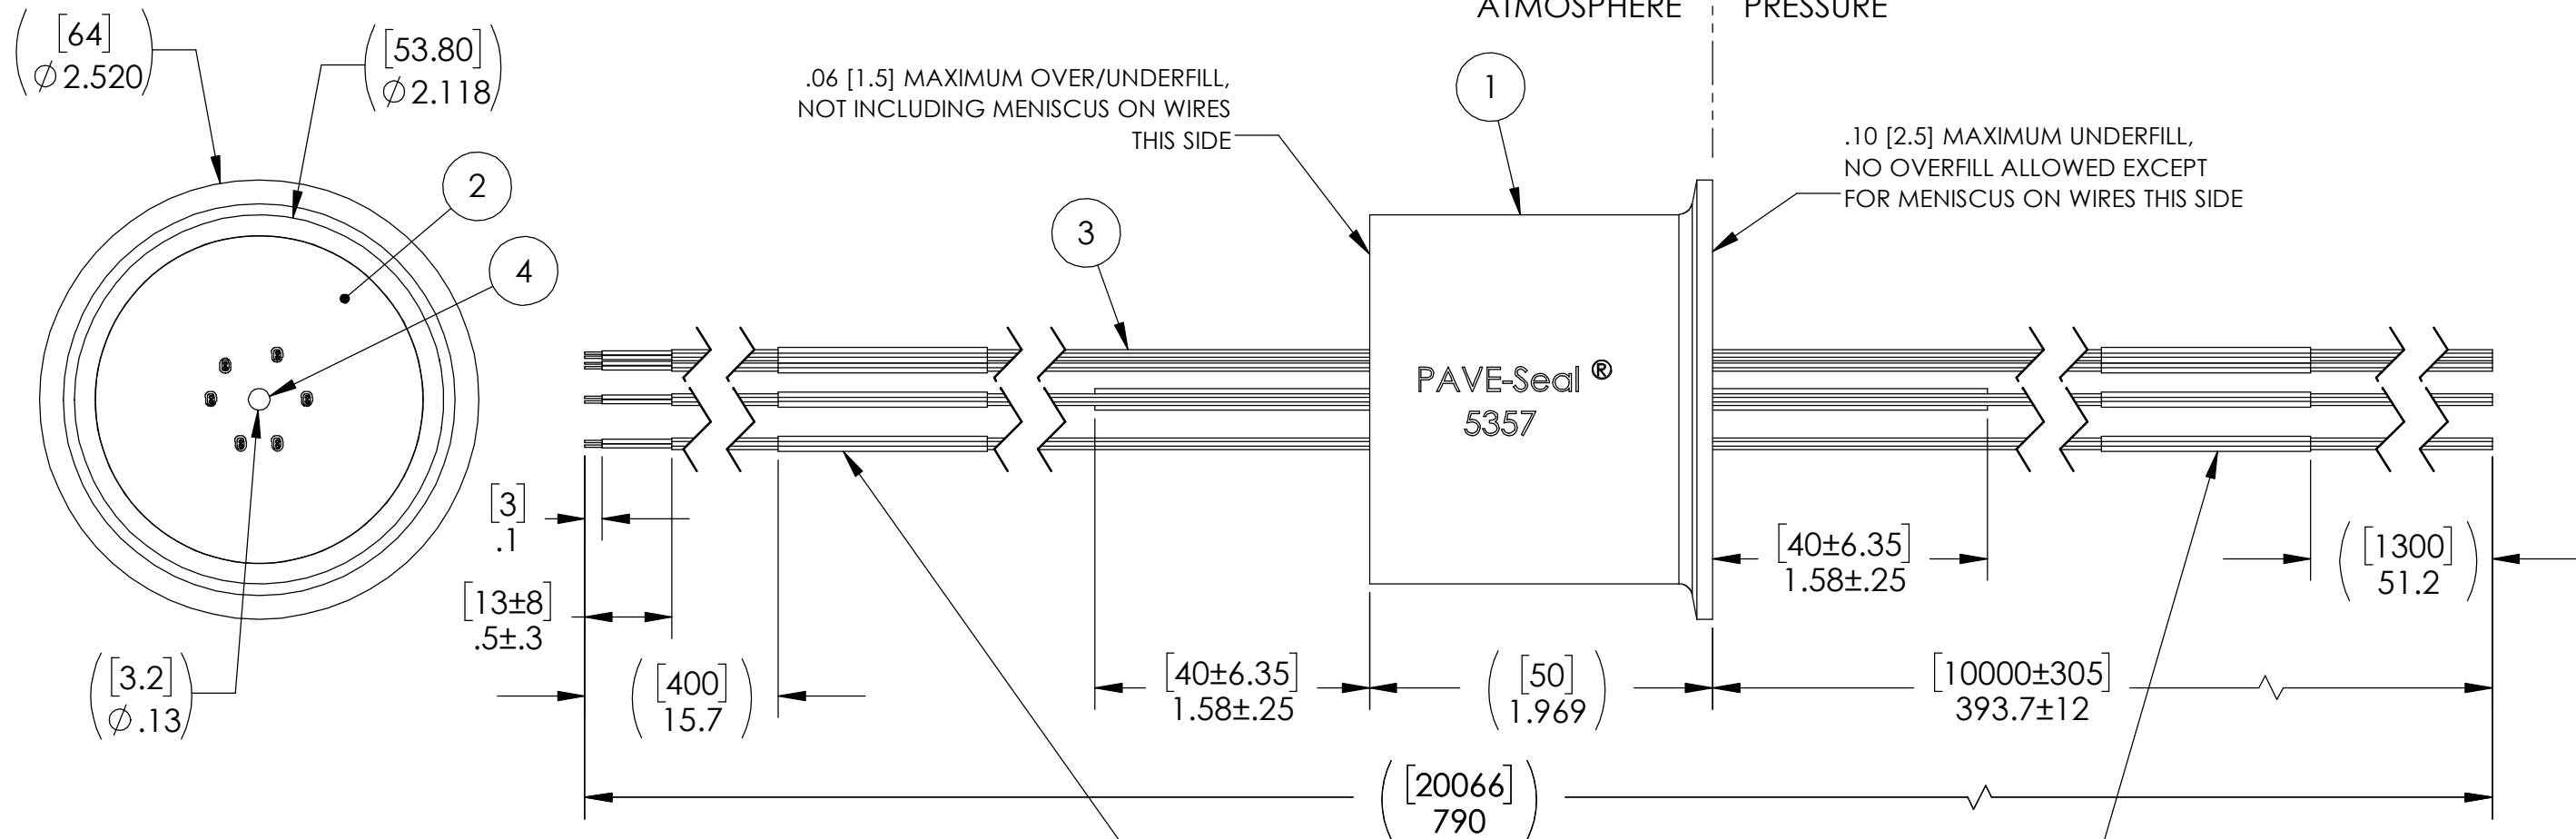 ATMOSPHERE PRESSURE
[64]
Ø2.520
[53.80]
Ø2.118
.06 [1.5] MAXIMUM OVER/UNDERFILL,
NOT INCLUDING MENISCUS ON WIRES
THIS SIDE
1
.10 [2.5] MAXIMUM UNDERFILL,
NO OVERFILL ALLOWED EXCEPT
FOR MENISCUS ON WIRES THIS SIDE
2
3
4
PAVE-Seal ®
5357
[3]
.1
[13±8]
.5±.3
[3.2]
Ø.13
[400]
15.7
[40±6.35]
1.58±.25
[50]
1.969
[40±6.35]
1.58±.25
[1300]
51.2
[10000±305]
393.7±12
[20066]
790